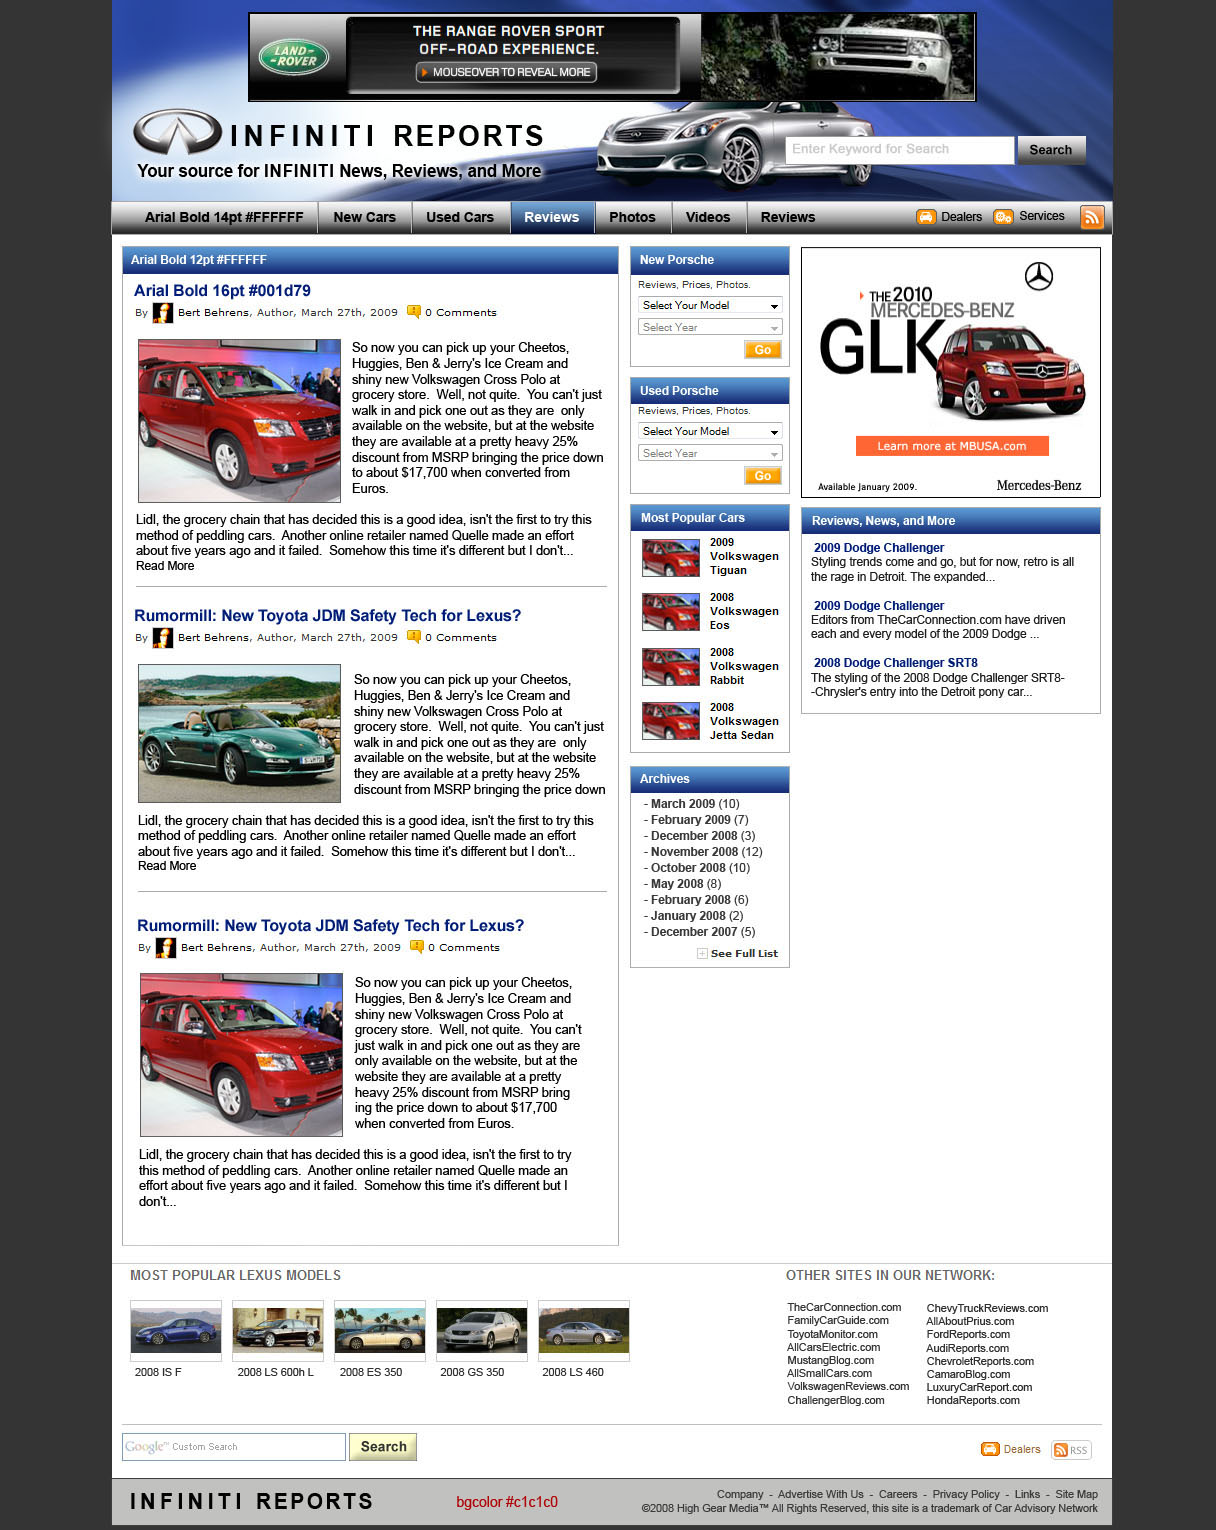 THE RANGE ROVER SPORT
OFF-ROAD EXPERIENCE.
MOUSEOVER TO REVEAL MORE
LAND-
-ROVER
INFINITI REPORTS
Your source for INFINITI News, Reviews, and More
Enter Keyword for Search
Search
Arial Bold 14pt #FFFFFF
New Cars
Used Cars
Reviews
Photos
Videos
Reviews
Dealers
Services
Arial Bold 12pt #FFFFFF
Arial Bold 16pt #001d79
By Bert Behrens, Author, March 27th, 2009 0 Comments
So now you can pick up your Cheetos,
Huggies, Ben & Jerry's Ice Cream and
shiny new Volkswagen Cross Polo at
grocery store. Well, not quite. You can't just
walk in and pick one out as they are only
available on the website, but at the website
they are available at a pretty heavy 25%
discount from MSRP bringing the price down
to about $17,700 when converted from
Euros.
Lidl, the grocery chain that has decided this is a good idea, isn't the first to try this
method of peddling cars. Another online retailer named Quelle made an effort
about five years ago and it failed. Somehow this time it's different but I don't...
Read More
Rumormill: New Toyota JDM Safety Tech for Lexus?
By Bert Behrens, Author, March 27th, 2009 0 Comments
So now you can pick up your Cheetos,
Huggies, Ben & Jerry's Ice Cream and
shiny new Volkswagen Cross Polo at
grocery store. Well, not quite. You can't just
walk in and pick one out as they are only
available on the website, but at the website
they are available at a pretty heavy 25%
discount from MSRP bringing the price down
Lidl, the grocery chain that has decided this is a good idea, isn't the first to try this
method of peddling cars. Another online retailer named Quelle made an effort
about five years ago and it failed. Somehow this time it's different but I don't...
Read More
Rumormill: New Toyota JDM Safety Tech for Lexus?
By Bert Behrens, Author, March 27th, 2009 0 Comments
So now you can pick up your Cheetos,
Huggies, Ben & Jerry's Ice Cream and
shiny new Volkswagen Cross Polo at
grocery store. Well, not quite. You can't
just walk in and pick one out as they are
only available on the website, but at the
website they are available at a pretty
heavy 25% discount from MSRP bring
ing the price down to about $17,700
when converted from Euros.
Lidl, the grocery chain that has decided this is a good idea, isn't the first to try
this method of peddling cars. Another online retailer named Quelle made an
effort about five years ago and it failed. Somehow this time it's different but I
don't...
New Porsche
Reviews, Prices, Photos.
Select Your Model
Select Year
Go
Used Porsche
Reviews, Prices, Photos.
Select Your Model
Select Year
Go
Most Popular Cars
2009
Volkswagen
Tiguan
2008
Volkswagen
Eos
2008
Volkswagen
Rabbit
2008
Volkswagen
Jetta Sedan
Archives
- March 2009 (10)
- February 2009 (7)
- December 2008 (3)
- November 2008 (12)
- October 2008 (10)
- May 2008 (8)
- February 2008 (6)
- January 2008 (2)
- December 2007 (5)
See Full List
THE 2010
MERCEDES-BENZ
GLK
Learn more at MBUSA.com
Available January 2009.
Mercedes-Benz
Reviews, News, and More
2009 Dodge Challenger
Styling trends come and go, but for now, retro is all
the rage in Detroit. The expanded...
2009 Dodge Challenger
Editors from TheCarConnection.com have driven
each and every model of the 2009 Dodge ...
2008 Dodge Challenger SRT8
The styling of the 2008 Dodge Challenger SRT8-
-Chrysler's entry into the Detroit pony car...
MOST POPULAR LEXUS MODELS
2008 IS F
2008 LS 600h L
2008 ES 350
2008 GS 350
2008 LS 460
OTHER SITES IN OUR NETWORK:
TheCarConnection.com
FamilyCarGuide.com
ToyotaMonitor.com
AllCarsElectric.com
MustangBlog.com
AllSmallCars.com
VolkswagenReviews.com
ChallengerBlog.com
ChevyTruckReviews.com
AllAboutPrius.com
FordReports.com
AudiReports.com
ChevroletReports.com
CamaroBlog.com
LuxuryCarReport.com
HondaReports.com
Google™ Custom Search
Search
Dealers
RSS
INFINITI REPORTS
bgcolor #c1c1c0
Company - Advertise With Us - Careers - Privacy Policy - Links - Site Map
©2008 High Gear Media™ All Rights Reserved, this site is a trademark of Car Advisory Network